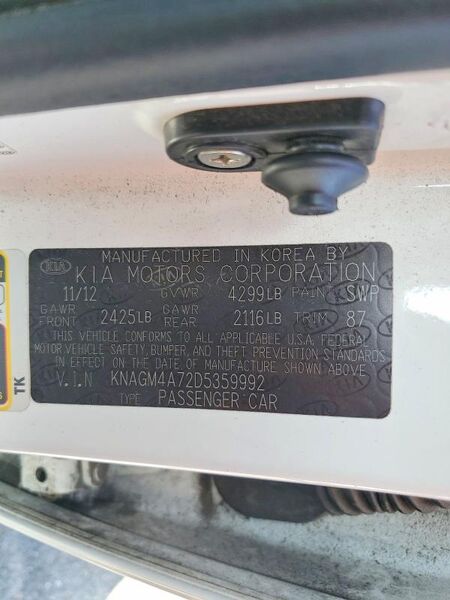 MANUFACTURED IN KOREA BY
KIA MOTORS CORPORATION
11/12 GVWR 4299LB PAINT SWP
GAWR FRONT 2425LB GAWR REAR 2116LB TRIM 87
THIS VEHICLE CONFORMS TO ALL APPLICABLE U.S.A. FEDERAL
MOTOR VEHICLE SAFETY, BUMPER, AND THEFT PREVENTION STANDARDS
IN EFFECT ON THE DATE OF MANUFACTURE SHOWN ABOVE
V.I.N KNAGM4A72D5359992
TYPE PASSENGER CAR
KIA
TK